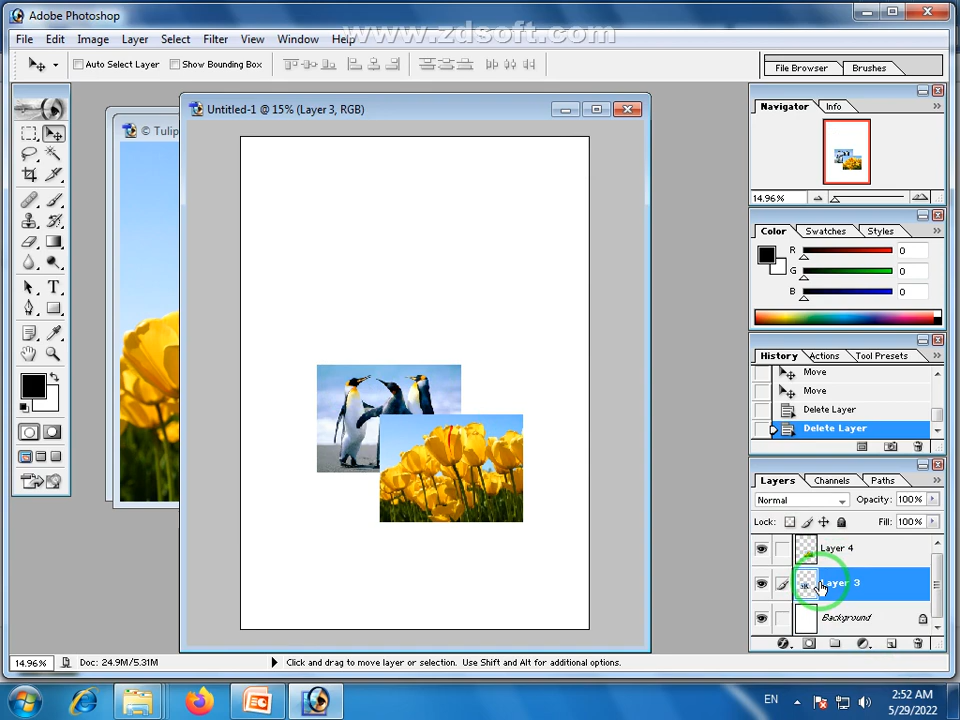 Adobe Photoshop
www.zdsoft.com
File Edit Image Layer Select Filter View Window Help
Auto Select Layer Show Bounding Box
File Browser Brushes
Untitled-1 @ 15% (Layer 3, RGB)
© Tulip
Navigator Info
14.96%
Color Swatches Styles
R 0
G 0
B 0
History Actions Tool Presets
Move
Move
Delete Layer
Delete Layer
Layers Channels Paths
Normal Opacity: 100%
Lock: Fill: 100%
Layer 4
Layer 3
Background
14.96% Doc: 24.9M/5.31M Click and drag to move layer or selection. Use Shift and Alt for additional options.
EN
2:52 AM
5/29/2022